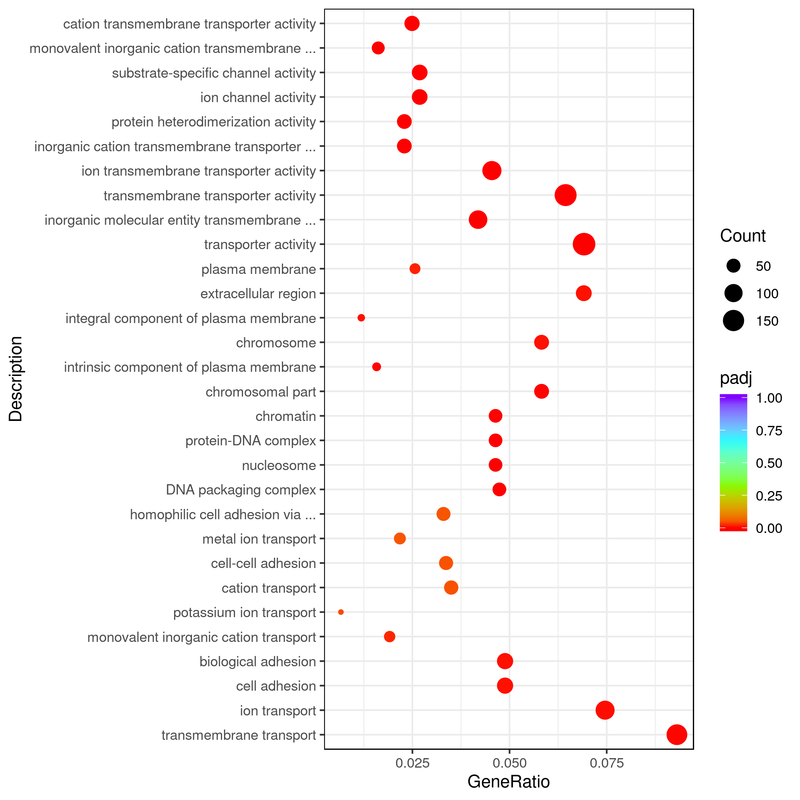 cation transmembrane transporter activity
monovalent inorganic cation transmembrane ...
substrate-specific channel activity
ion channel activity
protein heterodimerization activity
inorganic cation transmembrane transporter ...
ion transmembrane transporter activity
transmembrane transporter activity
inorganic molecular entity transmembrane ...
transporter activity
plasma membrane
extracellular region
integral component of plasma membrane
chromosome
intrinsic component of plasma membrane
chromosomal part
chromatin
protein-DNA complex
nucleosome
DNA packaging complex
homophilic cell adhesion via ...
metal ion transport
cell-cell adhesion
cation transport
potassium ion transport
monovalent inorganic cation transport
biological adhesion
cell adhesion
ion transport
transmembrane transport
Description
0.025 0.050 0.075
GeneRatio
Count
50
100
150
padj
1.00
0.75
0.50
0.25
0.00